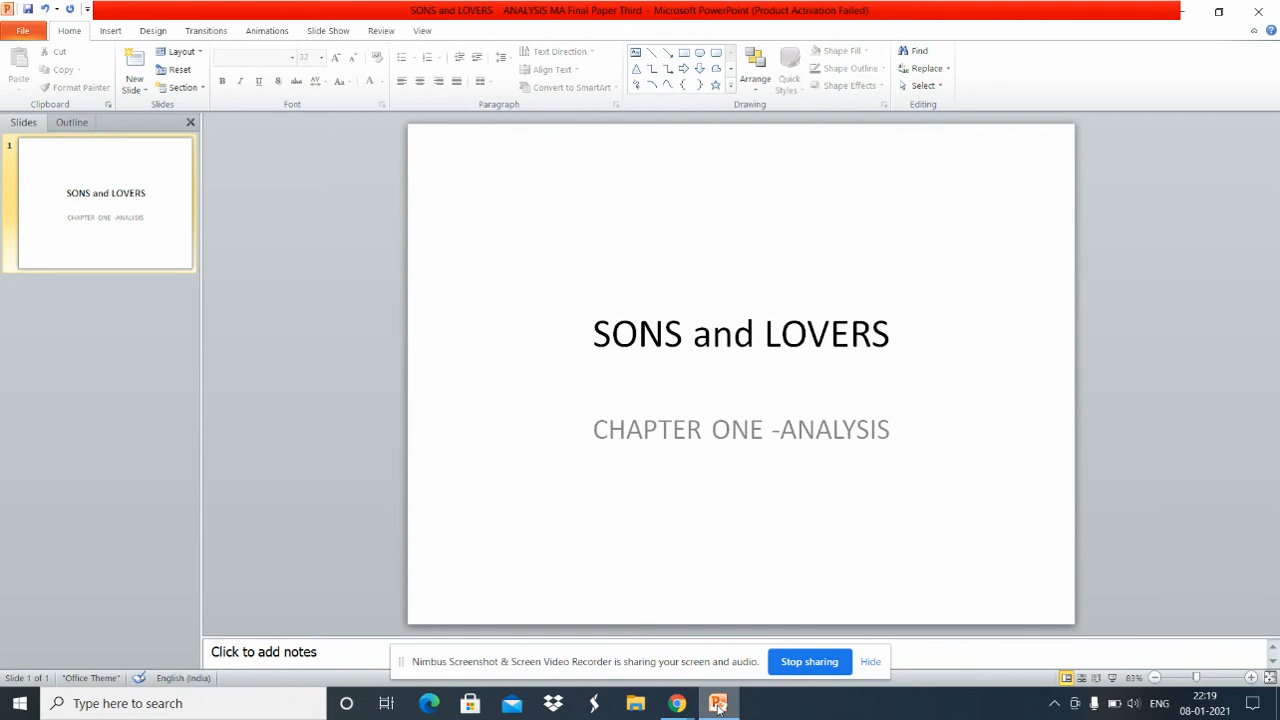 SONS and LOVERS ANALYSIS MA Final Paper Third - Microsoft PowerPoint (Product Activation Failed)
File Home Insert Design Transitions Animations Slide Show Review View
Paste
Cut
Copy
Format Painter
Clipboard
New Slide
Layout
Reset
Section
Slides
32
Font
Text Direction
Align Text
Convert to SmartArt
Paragraph
Arrange
Quick Styles
Shape Fill
Shape Outline
Shape Effects
Drawing
Find
Replace
Select
Editing
Slides Outline
1
SONS and LOVERS
CHAPTER ONE -ANALYSIS
SONS and LOVERS
CHAPTER ONE -ANALYSIS
Click to add notes
Nimbus Screenshot & Screen Video Recorder is sharing your screen and audio. Stop sharing Hide
Slide 1 of 1 "Office Theme" English (India) 83%
Type here to search
ENG
22:19
08-01-2021